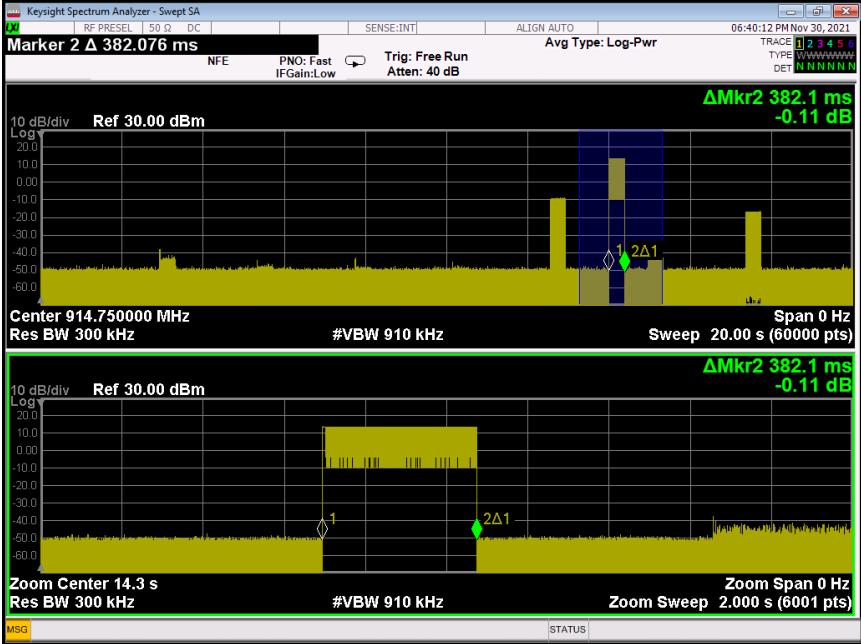 Keysight Spectrum Analyzer - Swept SA
LXI RF PRESEL 50 Ω DC SENSE:INT ALIGN AUTO 06:40:12 PM Nov 30, 2021
Marker 2 Δ 382.076 ms
NFE
PNO: Fast
IFGain:Low
Trig: Free Run
Atten: 40 dB
Avg Type: Log-Pwr
TRACE 1 2 3 4 5 6
TYPE WWWWWW
DET N N N N N N
ΔMkr2 382.1 ms
-0.11 dB
10 dB/div Ref 30.00 dBm
Log
20.0
10.0
0.00
-10.0
-20.0
-30.0
-40.0
-50.0
-60.0
1 2Δ1
Center 914.750000 MHz Span 0 Hz
Res BW 300 kHz #VBW 910 kHz Sweep 20.00 s (60000 pts)
ΔMkr2 382.1 ms
-0.11 dB
10 dB/div Ref 30.00 dBm
Log
20.0
10.0
0.00
-10.0
-20.0
-30.0
-40.0
-50.0
-60.0
1 2Δ1
Zoom Center 14.3 s Zoom Span 0 Hz
Res BW 300 kHz #VBW 910 kHz Zoom Sweep 2.000 s (6001 pts)
MSG STATUS